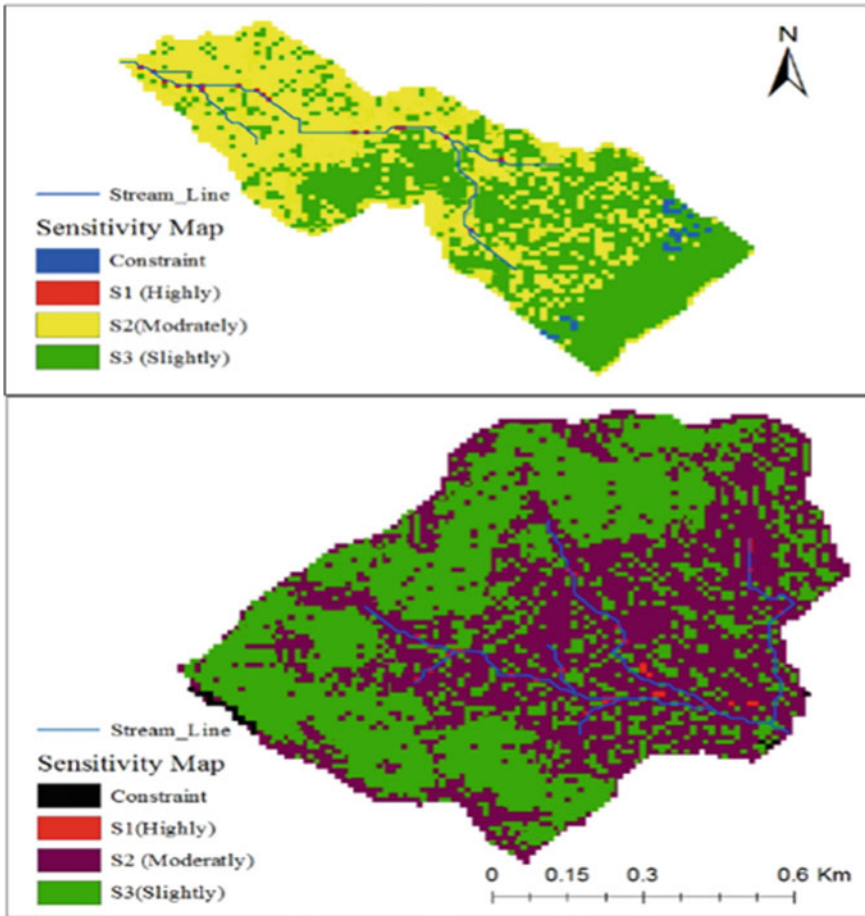 N
Stream_Line
Sensitivity Map
Constraint
S1 (Highly)
S2(Modrately)
S3 (Slightly)
Stream_Line
Sensitivity Map
Constraint
S1(Highly)
S2 (Moderatly)
S3(Slightly)
0 0.15 0.3 0.6 Km